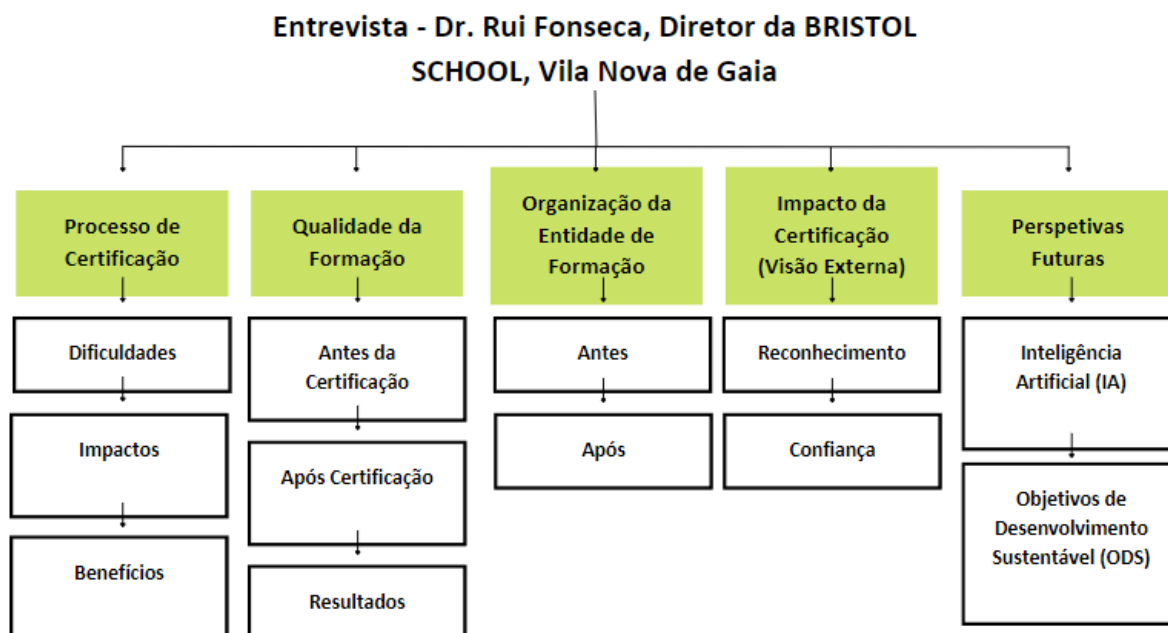 Entrevista - Dr. Rui Fonseca, Diretor da BRISTOL
SCHOOL, Vila Nova de Gaia
Processo de
Certificação
Dificuldades
Impactos
Benefícios
Qualidade da
Formação
Antes da
Certificação
Após Certificação
Resultados
Organização da
Entidade de
Formação
Antes
Após
Impacto da
Certificação
(Visão Externa)
Reconhecimento
Confiança
Perspetivas
Futuras
Inteligência
Artificial (IA)
Objetivos de
Desenvolvimento
Sustentável (ODS)